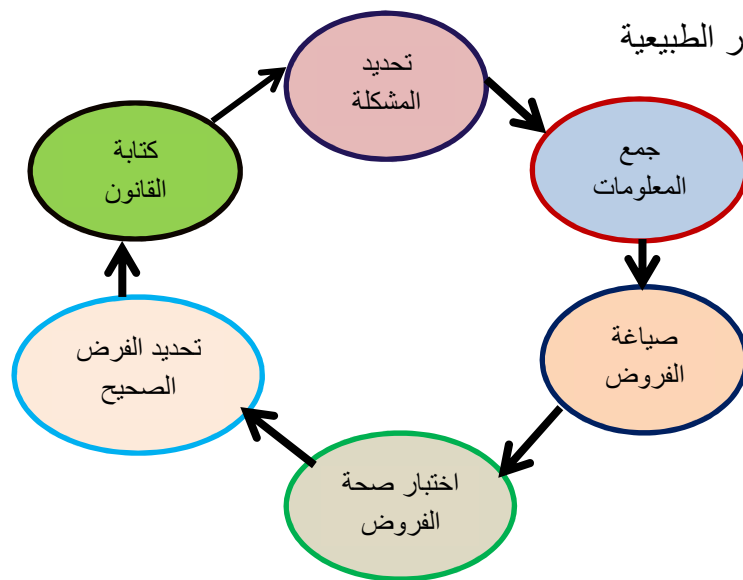 ر الطبيعية
تحديد
المشكلة
جمع
المعلومات
صياغة
الفروض
اختبار صحة
الفروض
تحديد الفرض
الصحيح
كتابة
القانون